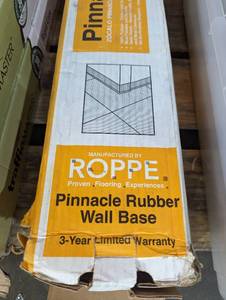 Pinnacle
MANUFACTURED BY
ROPPE
Proven. Flooring. Experiences.
Pinnacle Rubber
Wall Base
3-Year Limited Warranty